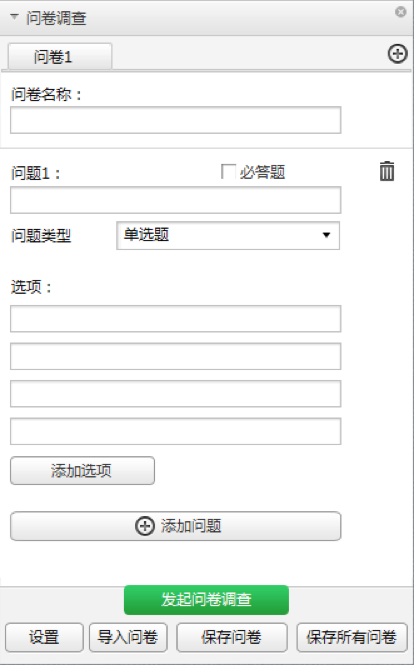 问卷调查
问卷1
问卷名称：
问题1： 必答题
问题类型 单选题
选项：
添加选项
添加问题
发起问卷调查
设置 导入问卷 保存问卷 保存所有问卷